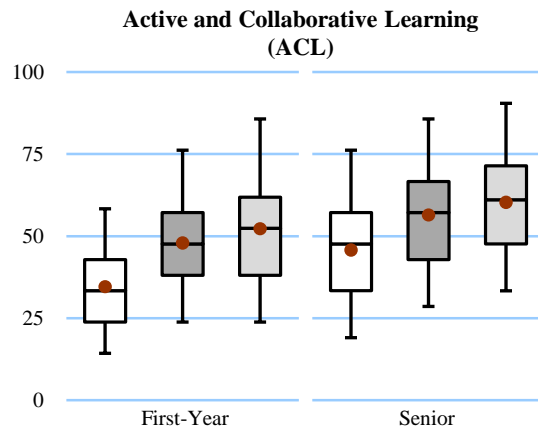 Active and Collaborative Learning
(ACL)
100
75
50
25
0
First-Year
Senior